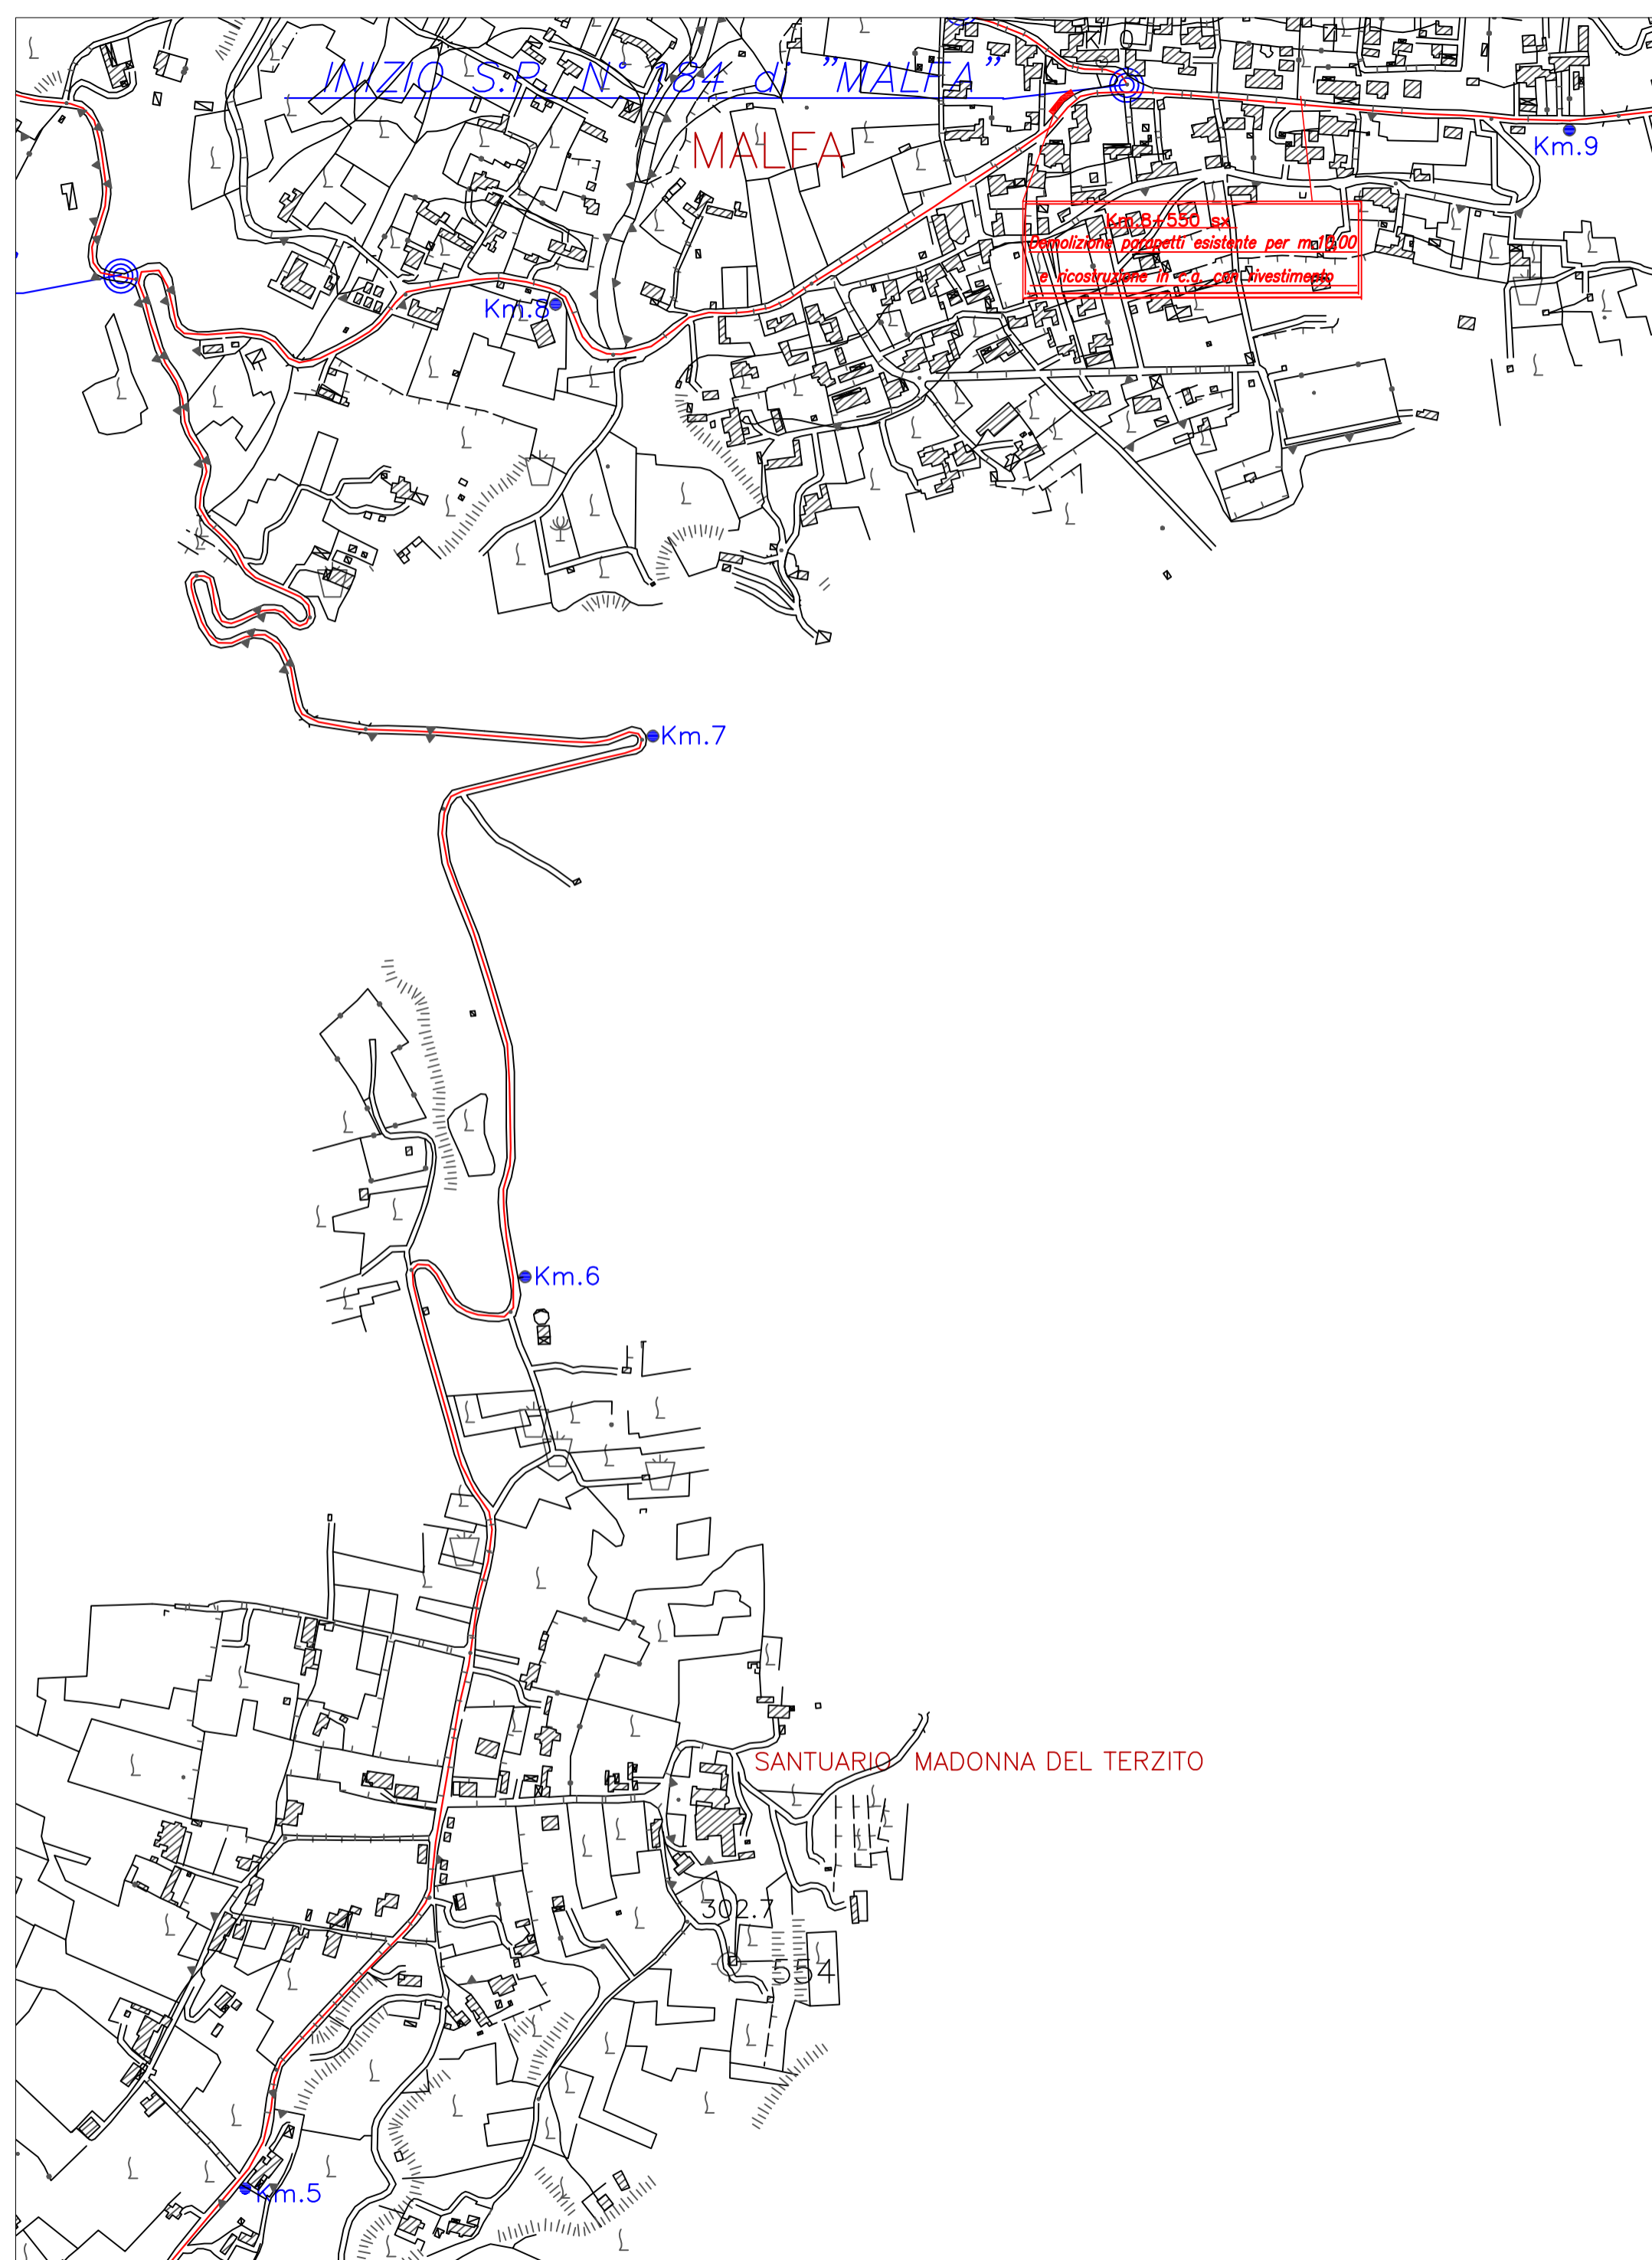 INIZIO S.P. N° 184 di "MALFA"
MALFA
Km.9
Km.8+550 sx
Demolizione parapetti esistente per m.10,00
e ricostruzione in c.a. con rivestimento
Km.8
Km.7
Km.6
SANTUARIO MADONNA DEL TERZITO
302.7
554
Km.5